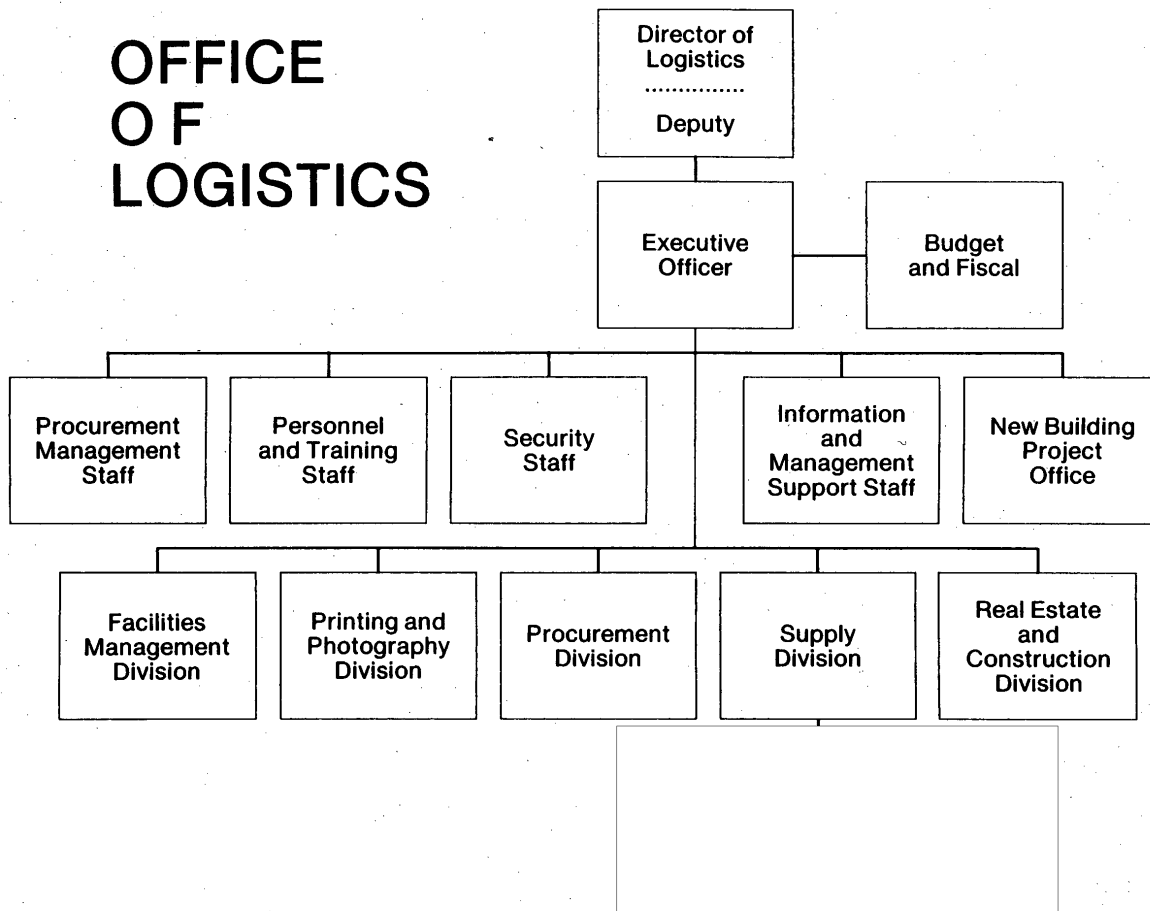 OFFICE
O F
LOGISTICS
Director of
Logistics
...............
Deputy
Executive
Officer
Budget
and Fiscal
Procurement
Management
Staff
Personnel
and Training
Staff
Security
Staff
Information
and
Management
Support Staff
New Building
Project
Office
Facilities
Management
Division
Printing and
Photography
Division
Procurement
Division
Supply
Division
Real Estate
and
Construction
Division